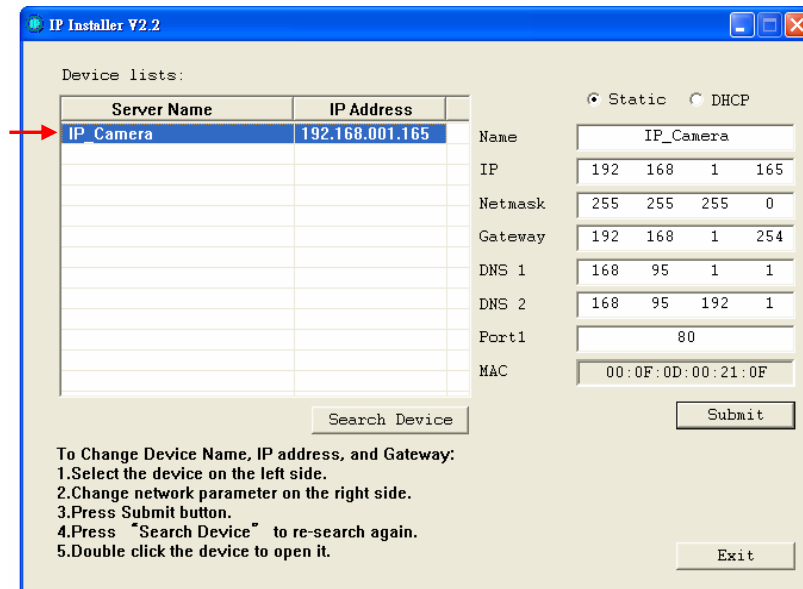 IP Installer V2.2
Device lists:
Server Name IP Address
IP_Camera 192.168.001.165
Static DHCP
Name IP_Camera
IP 192 168 1 165
Netmask 255 255 255 0
Gateway 192 168 1 254
DNS 1 168 95 1 1
DNS 2 168 95 192 1
Port1 80
MAC 00:0F:0D:00:21:0F
Search Device
Submit
To Change Device Name, IP address, and Gateway:
1.Select the device on the left side.
2.Change network parameter on the right side.
3.Press Submit button.
4.Press “Search Device” to re-search again.
5.Double click the device to open it.
Exit